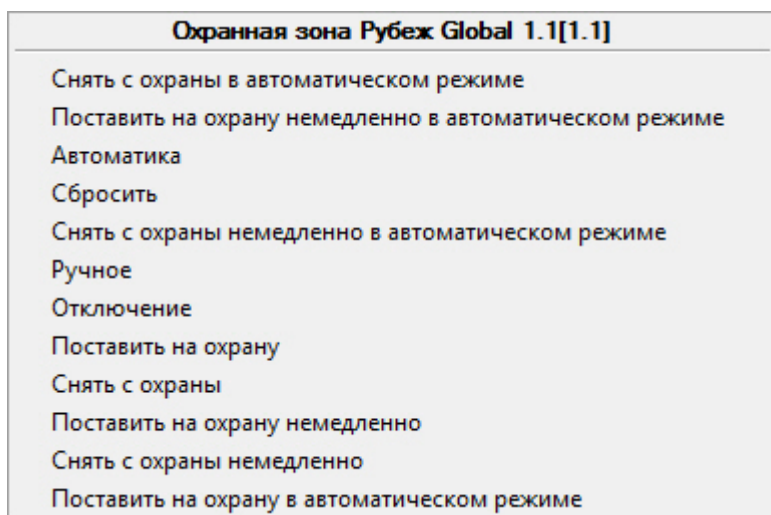 Охранная зона Рубеж Global 1.1[1.1]
Снять с охраны в автоматическом режиме
Поставить на охрану немедленно в автоматическом режиме
Автоматика
Сбросить
Снять с охраны немедленно в автоматическом режиме
Ручное
Отключение
Поставить на охрану
Снять с охраны
Поставить на охрану немедленно
Снять с охраны немедленно
Поставить на охрану в автоматическом режиме